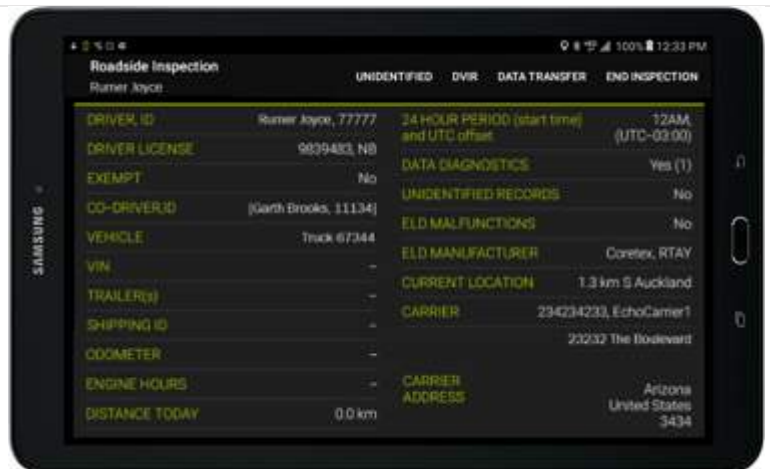 100% 12:33 PM
Roadside Inspection
Rumer Joyce
UNIDENTIFIED DVIR DATA TRANSFER END INSPECTION
DRIVER, ID Rumer Joyce, 77777
DRIVER LICENSE 9839483, NB
EXEMPT No
CO-DRIVER,ID (Garth Brooks, 11134)
VEHICLE Truck 67344
VIN --
TRAILER(s) --
SHIPPING ID --
ODOMETER --
ENGINE HOURS --
DISTANCE TODAY 0.0 km
24 HOUR PERIOD (start time) 12AM,
and UTC offset (UTC-03:00)
DATA DIAGNOSTICS Yes (1)
UNIDENTIFIED RECORDS No
ELD MALFUNCTIONS No
ELD MANUFACTURER Coretex, RTAY
CURRENT LOCATION 1.3 km S Auckland
CARRIER 234234233, EchoCarrier1
23232 The Boulevard
CARRIER
ADDRESS
Arizona
United States
3434
SAMSUNG